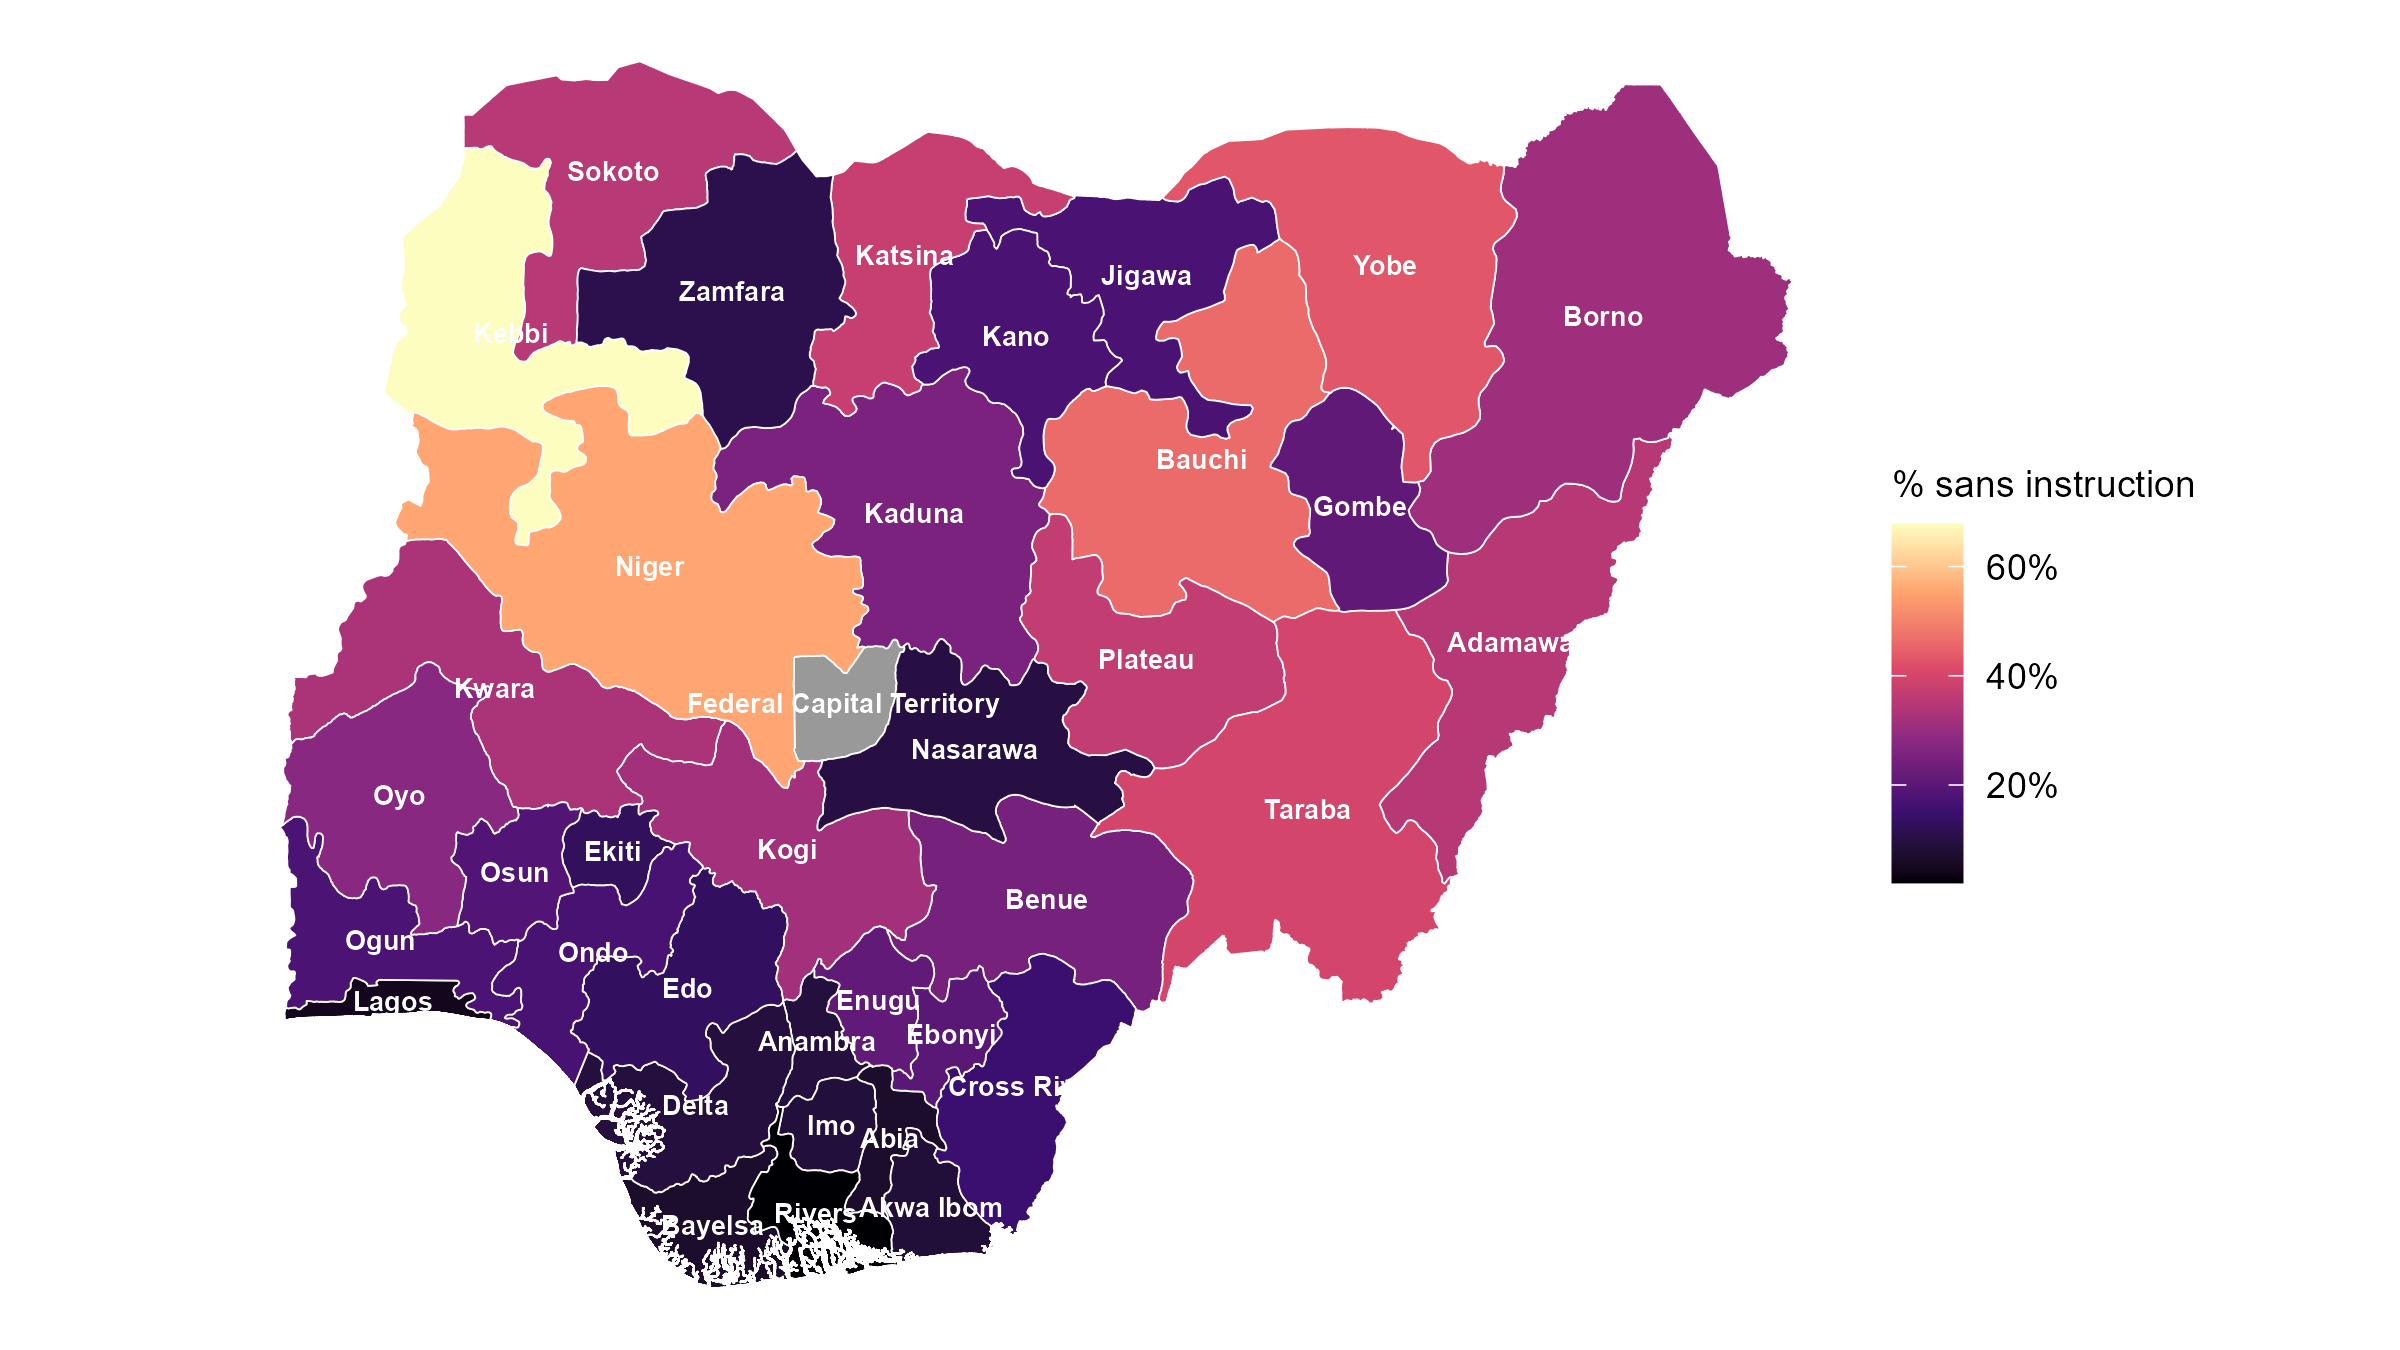 Sokoto
Katsina
Yobe
Jigawa
Zamfara
Borno
Kebbi
Kano
Bauchi
Gombe
Kaduna
Niger
Adamawa
Plateau
Kwara
Federal Capital Territory
Nasarawa
Oyo
Taraba
Kogi
Ekiti
Osun
Benue
Ogun
Ondo
Edo
Lagos
Enugu
Ebonyi
Anambra
Cross Riv
Delta
Imo
Abia
Akwa Ibom
Rivers
Bayelsa
% sans instruction
60%
40%
20%